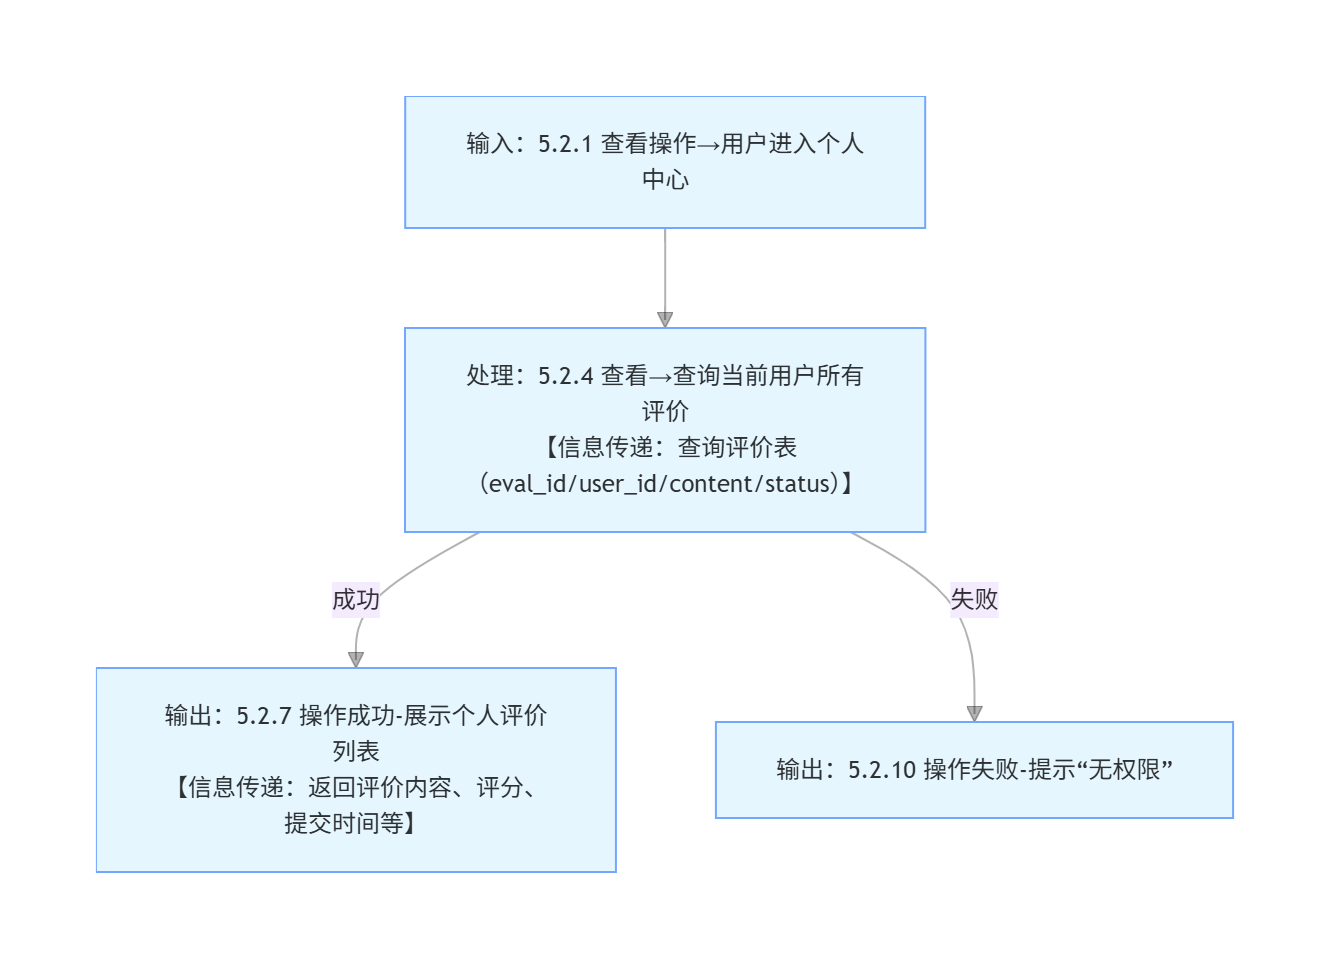 输入：5.2.1 查看操作→用户进入个人
中心
处理：5.2.4 查看→查询当前用户所有
评价
【信息传递：查询评价表
（eval_id/user_id/content/status）】
成功
失败
输出：5.2.7 操作成功-展示个人评价
列表
【信息传递：返回评价内容、评分、
提交时间等】
输出：5.2.10 操作失败-提示“无权限”